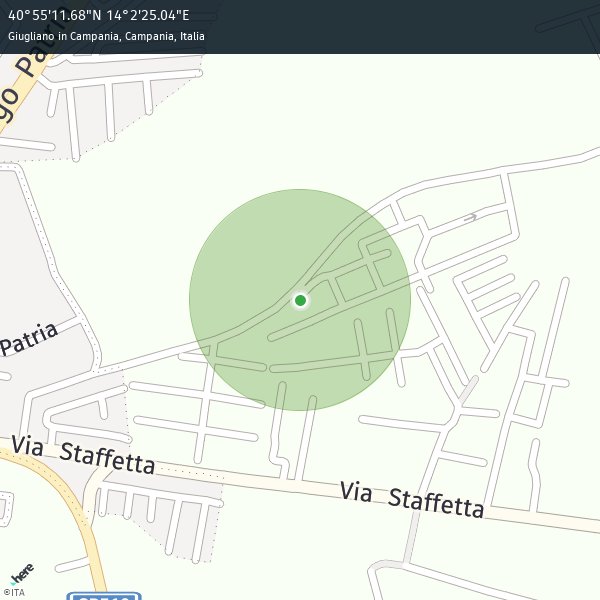 40°55'11.68"N 14°2'25.04"E
Giugliano in Campania, Campania, Italia
Patria
Via Staffetta
Via Staffetta
here
©ITA